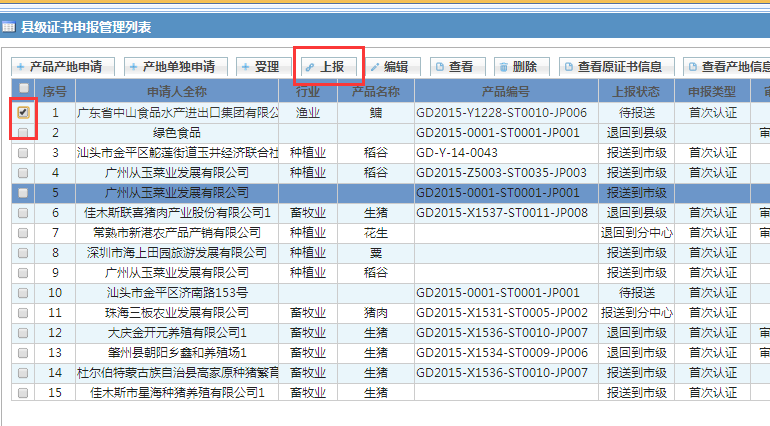 县级证书申报管理列表
产品产地申请 产地单独申请 受理 上报 编辑 查看 删除 查看原证书信息 查看产地信息
序号 申请人全称 行业 产品名称 产品编号 上报状态 申报类型 审
1 广东省中山食品水产进出口集团有限公 渔业 鳙 GD2015-Y1228-ST0010-JP006 待报送 首次认证
2 绿色食品 GD2015-0001-ST0001-JP001 退回到县级 审
3 汕头市金平区鮀莲街道玉井经济联合社 种植业 稻谷 GD-Y-14-0043 报送到市级 首次认证
4 广州从玉菜业发展有限公司 种植业 稻谷 GD2015-Z5003-ST0035-JP003 报送到市级 首次认证
5 广州从玉菜业发展有限公司 GD2015-0001-ST0001-JP001 报送到市级
6 佳木斯联喜猪肉产业股份有限公司1 畜牧业 生猪 GD2015-X1537-ST0011-JP008 退回到县级 首次认证 审
7 常熟市新港农产品产销有限公司 种植业 花生 退回到分中心 首次认证 审
8 深圳市海上田园旅游发展有限公司 种植业 粟 报送到市级 首次认证
9 广州从玉菜业发展有限公司 种植业 稻谷 报送到市级 首次认证
10 汕头市金平区济南路153号 GD2015-0001-ST0001-JP001 待报送 首次认证
11 珠海三板农业发展有限公司 畜牧业 猪肉 GD2015-X1531-ST0005-JP002 报送到分中心 首次认证
12 大庆金开元养殖有限公司1 畜牧业 生猪 GD2015-X1536-ST0010-JP007 退回到市级 首次认证 审
13 肇州县朝阳乡鑫和养殖场1 畜牧业 生猪 GD2015-X1534-ST0009-JP006 退回到市级 首次认证 审
14 杜尔伯特蒙古族自治县高家原种猪繁育 畜牧业 生猪 GD2015-X1536-ST0010-JP007 退回到市级 首次认证 审
15 佳木斯市星海种猪养殖有限公司1 畜牧业 生猪 报送到市级 首次认证